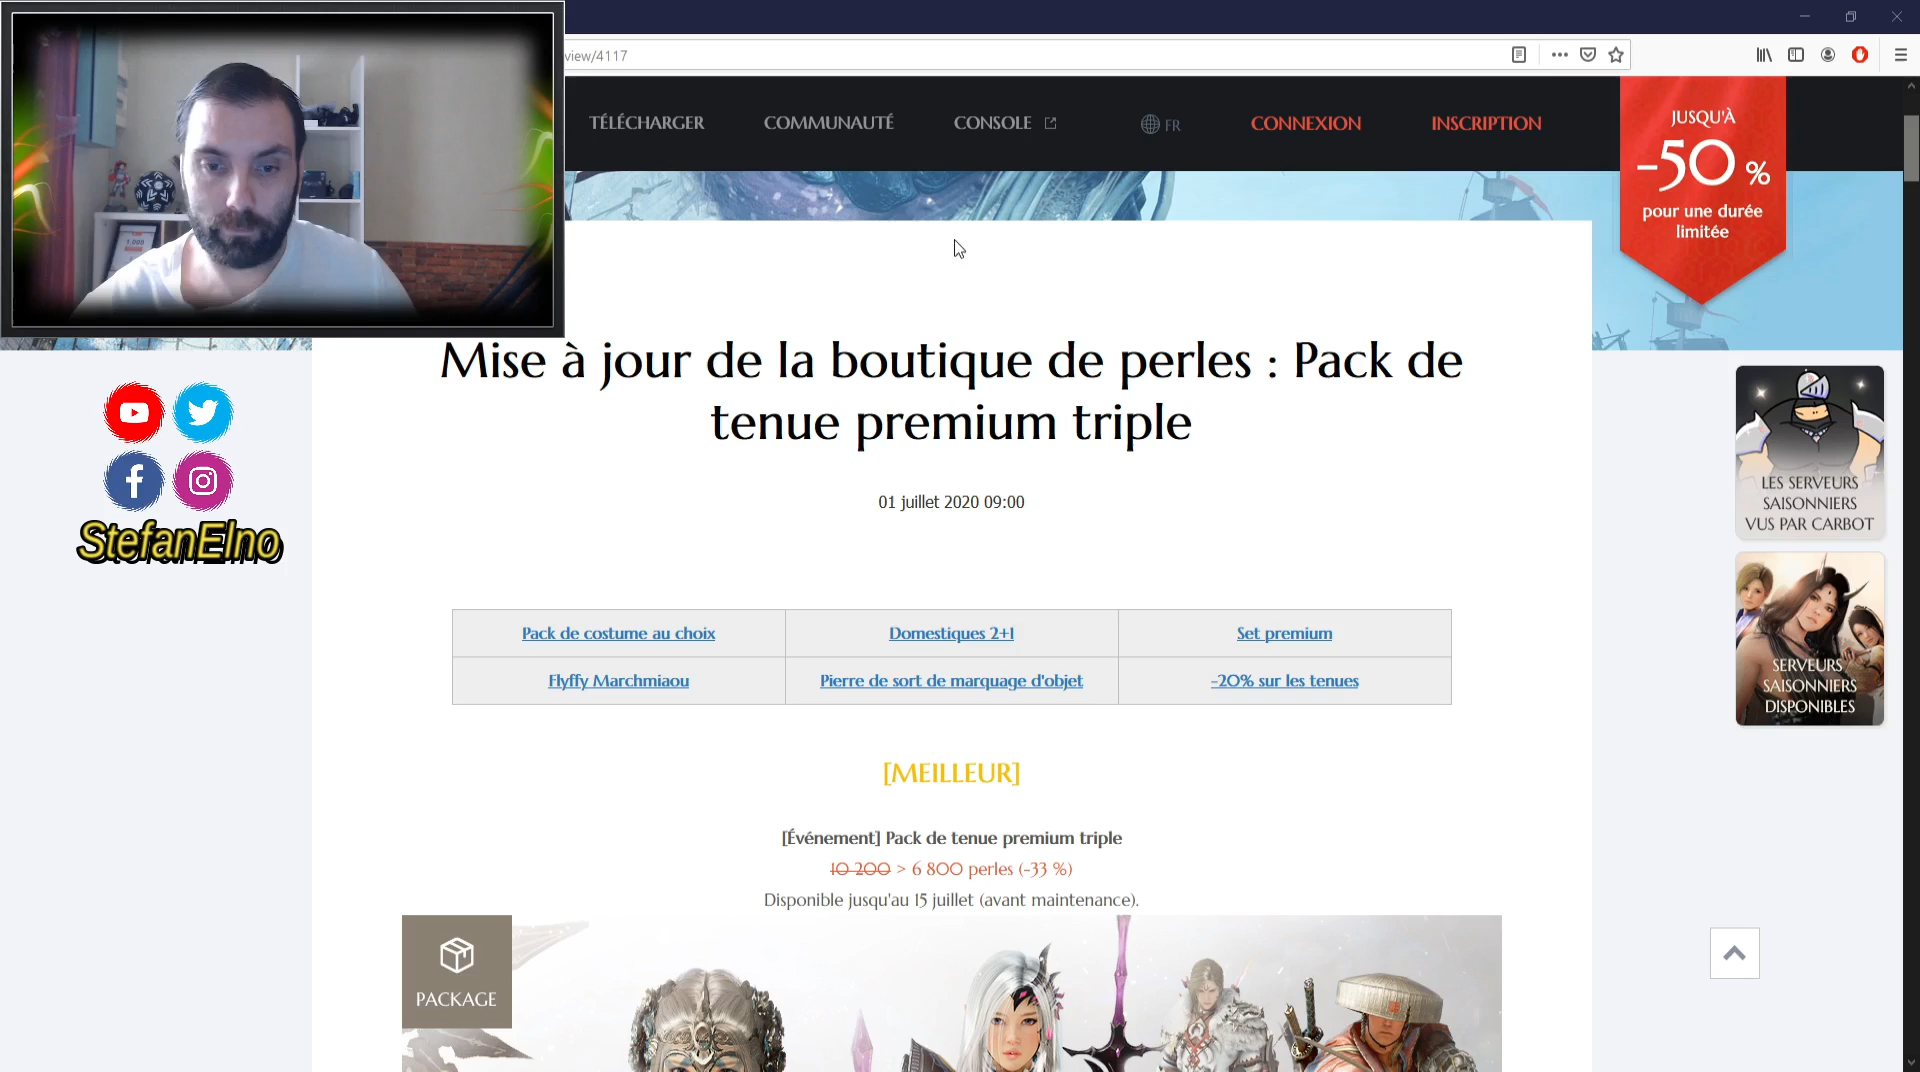 view/4117
TÉLÉCHARGER
COMMUNAUTÉ
CONSOLE
FR
CONNEXION
INSCRIPTION
JUSQU'À
-50 %
pour une durée
limitée
Mise à jour de la boutique de perles : Pack de
tenue premium triple
01 juillet 2020 09:00
StefanElno
Pack de costume au choix
Domestiques 2+1
Set premium
Flyffy Marchmiaou
Pierre de sort de marquage d'objet
-20% sur les tenues
LES SERVEURS
SAISONNIERS
VUS PAR CARBOT
SERVEURS
SAISONNIERS
DISPONIBLES
[MEILLEUR]
[Événement] Pack de tenue premium triple
10 200 > 6 800 perles (-33 %)
Disponible jusqu'au 15 juillet (avant maintenance).
PACKAGE